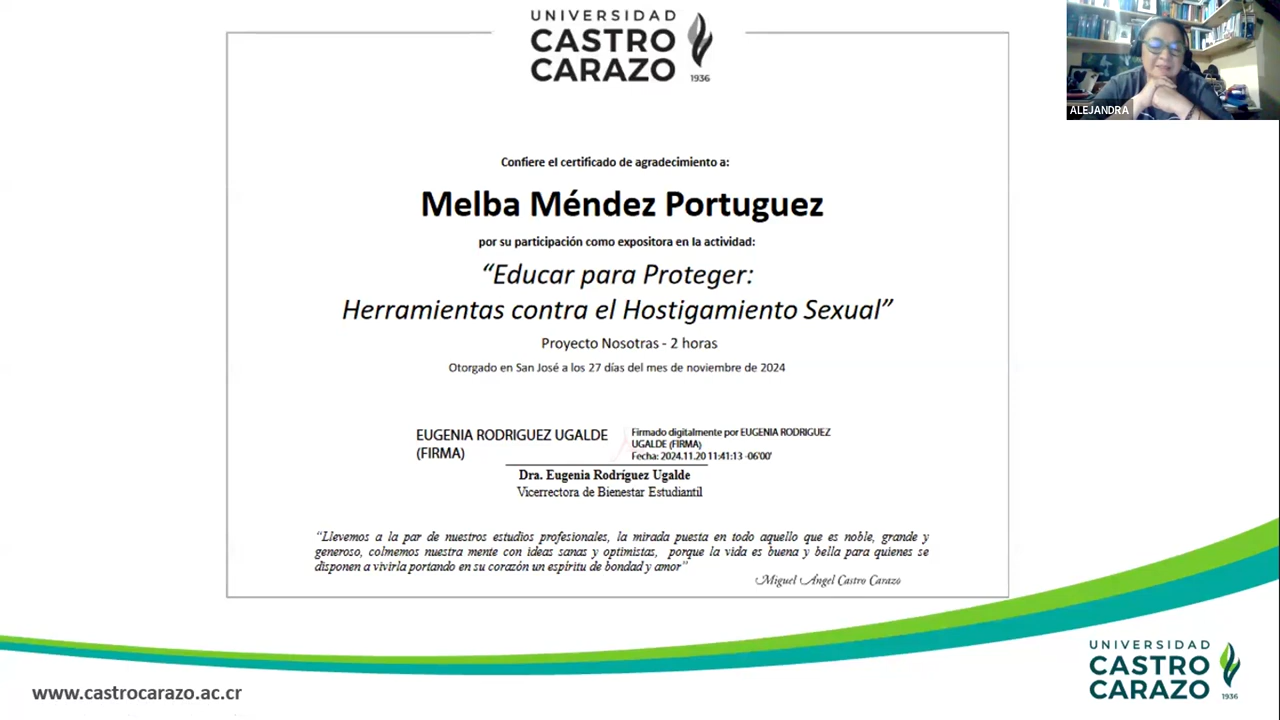 UNIVERSIDAD
CASTRO
CARAZO
1936
ALEJANDRA
Confiere el certificado de agradecimiento a:
Melba Méndez Portuguez
por su participación como expositora en la actividad:
“Educar para Proteger:
Herramientas contra el Hostigamiento Sexual”
Proyecto Nosotras - 2 horas
Otorgado en San José a los 27 días del mes de noviembre de 2024
EUGENIA RODRIGUEZ UGALDE
(FIRMA)
Firmado digitalmente por EUGENIA RODRIGUEZ
UGALDE (FIRMA)
Fecha: 2024.11.20 11:41:13 -06'00'
Dra. Eugenia Rodríguez Ugalde
Vicerrectora de Bienestar Estudiantil
“Llevemos a la par de nuestros estudios profesionales, la mirada puesta en todo aquello que es noble, grande y
generoso, colmemos nuestra mente con ideas sanas y optimistas, porque la vida es buena y bella para quienes se
disponen a vivirla portando en su corazón un espíritu de bondad y amor”
Miguel Ángel Castro Carazo
www.castrocarazo.ac.cr
UNIVERSIDAD
CASTRO
CARAZO
1936